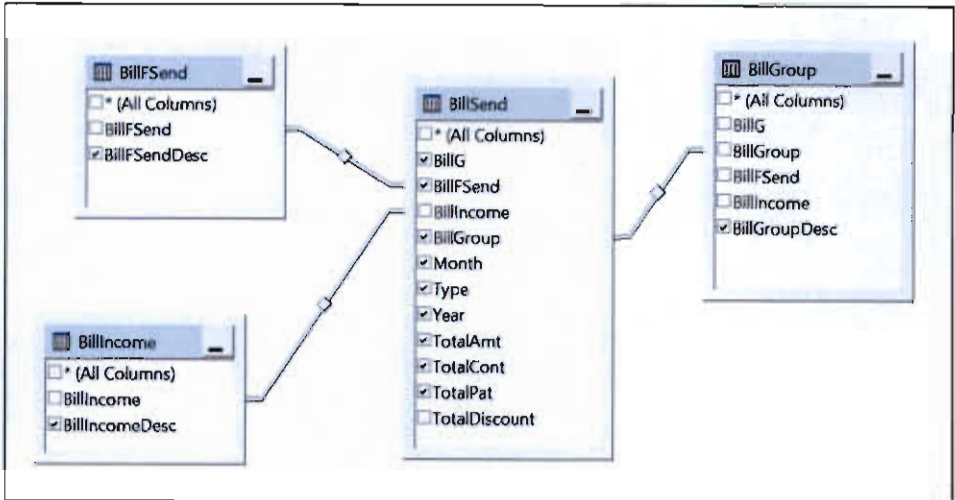 BillFSend
* (All Columns)
BillFSend
BillFSendDesc
BillIncome
* (All Columns)
BillIncome
BillIncomeDesc
BillSend
* (All Columns)
BillG
BillFSend
BillIncome
BillGroup
Month
Type
Year
TotalAmt
TotalCont
TotalPat
TotalDiscount
BillGroup
* (All Columns)
BillG
BillGroup
BillFSend
BillIncome
BillGroupDesc